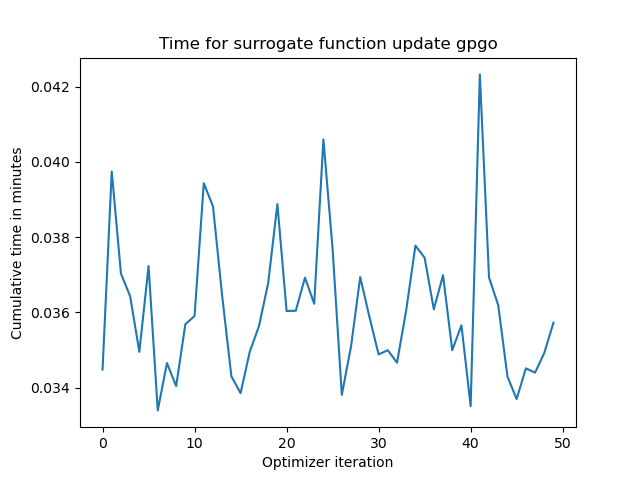 Time for surrogate function update gpgo
Cumulative time in minutes
0.042
0.040
0.038
0.036
0.034
0 10 20 30 40 50
Optimizer iteration